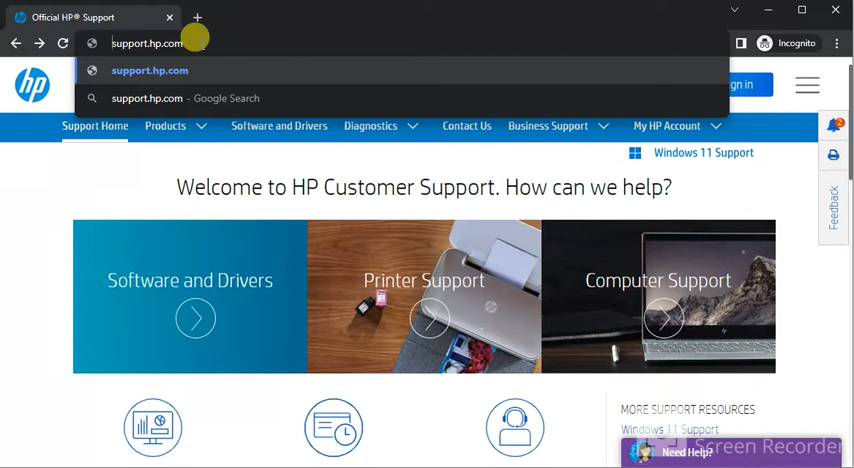 Official HP® Support
support.hp.com
Incognito
support.hp.com
support.hp.com - Google Search
hp
gn in
Support Home Products Software and Drivers Diagnostics Contact Us Business Support My HP Account
2
Windows 11 Support
Welcome to HP Customer Support. How can we help?
Feedback
Software and Drivers
Printer Support
Computer Support
MORE SUPPORT RESOURCES
Windows 11 Support
Need Help?
Screen Recorder